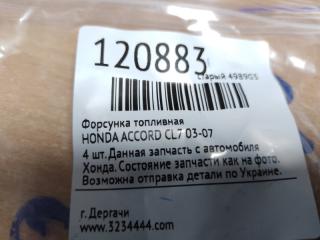 120883
старый 498905
Форсунка топливная
HONDA ACCORD CL7 03-07
4 шт.Данная запчасть с автомобиля
Хонда.Состояние запчасти как на фото.
Возможна отправка детали по Украине.
г. Дергачи
www.3234444.com